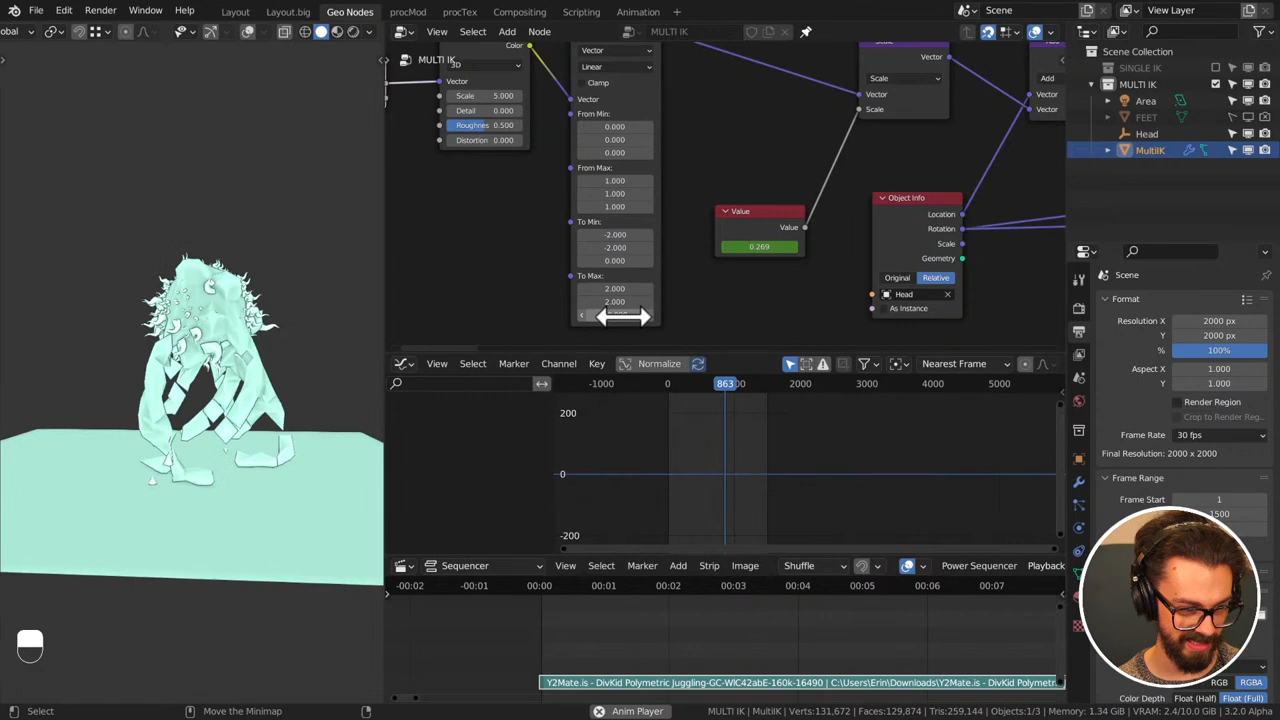 File Edit Render Window Help
Layout Layout.big Geo Nodes procMod procTex Compositing Scripting Animation +
Scene
View Layer
obal
View Select Add Node
MULTI IK
MULTI IK
Color
3D
Vector
Scale 5.000
Detail 0.000
Roughnes 0.500
Distortion 0.000
Vector
Linear
Clamp
Vector
From Min:
0.000
0.000
0.000
From Max:
1.000
1.000
1.000
To Min:
-2.000
-2.000
0.000
To Max:
2.000
2.000
Value
Value
0.269
Vector
Scale
Vector
Scale
Add
Vector
Vector
Object Info
Location
Rotation
Scale
Geometry
Original Relative
Head
As Instance
Scene Collection
SINGLE IK
MULTI IK
Area
FEET
Head
MultiIK
Scene
Format
Resolution X 2000 px
Y 2000 px
% 100%
Aspect X 1.000
Y 1.000
Render Region
Crop to Render Reg...
Frame Rate 30 fps
Final Resolution: 2000 x 2000
Frame Range
Frame Start 1
1500
RGB RGBA
Color Depth Float (Half) Float (Full)
View Select Marker Channel Key Normalize Nearest Frame
-1000 0 863 2000 3000 4000 5000
200
0
-200
Sequencer View Select Marker Add Strip Image Shuffle Power Sequencer Playback
-00:02 -00:01 00:00 00:01 00:02 00:03 00:04 00:05 00:06 00:07
Y2Mate.is - DivKid Polymetric Juggling-GC-WIC42abE-160k-16490 | C:\Users\Erin\Downloads\Y2Mate.is - DivKid Polymetr
Select Move the Minimap Anim Player MULTI IK | MultiIK | Verts:131,672 | Faces:129,874 | Tris:259,144 | Objects:1/3 | Memory: 1.34 GiB | VRAM: 2.4/10.0 GiB | 3.2.0 Alpha